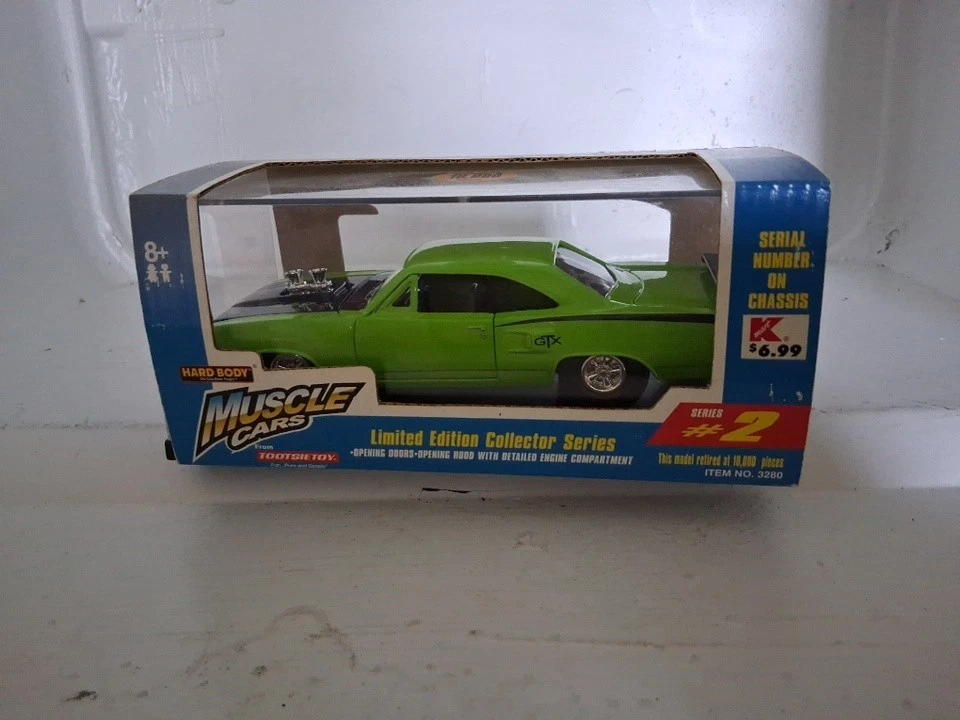 8+
SERIAL
NUMBER
ON
CHASSIS
Kmart
$6.99
GTX
HARD BODY
MUSCLE
CARS
From
TOOTSIETOY
Limited Edition Collector Series
•OPENING DOORS•OPENING HOOD WITH DETAILED ENGINE COMPARTMENT
SERIES
#2
This model retired at 10,000 pieces
ITEM NO. 3280